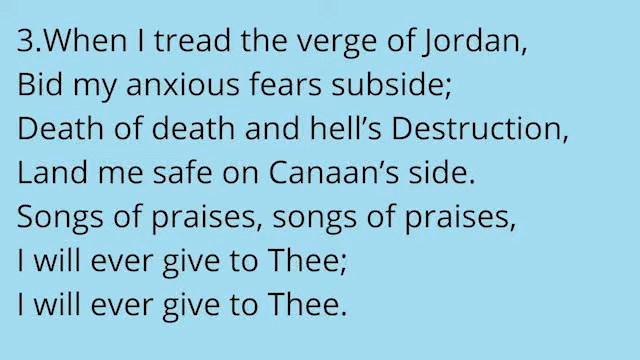 3.When I tread the verge of Jordan,
Bid my anxious fears subside;
Death of death and hell’s Destruction,
Land me safe on Canaan’s side.
Songs of praises, songs of praises,
I will ever give to Thee;
I will ever give to Thee.